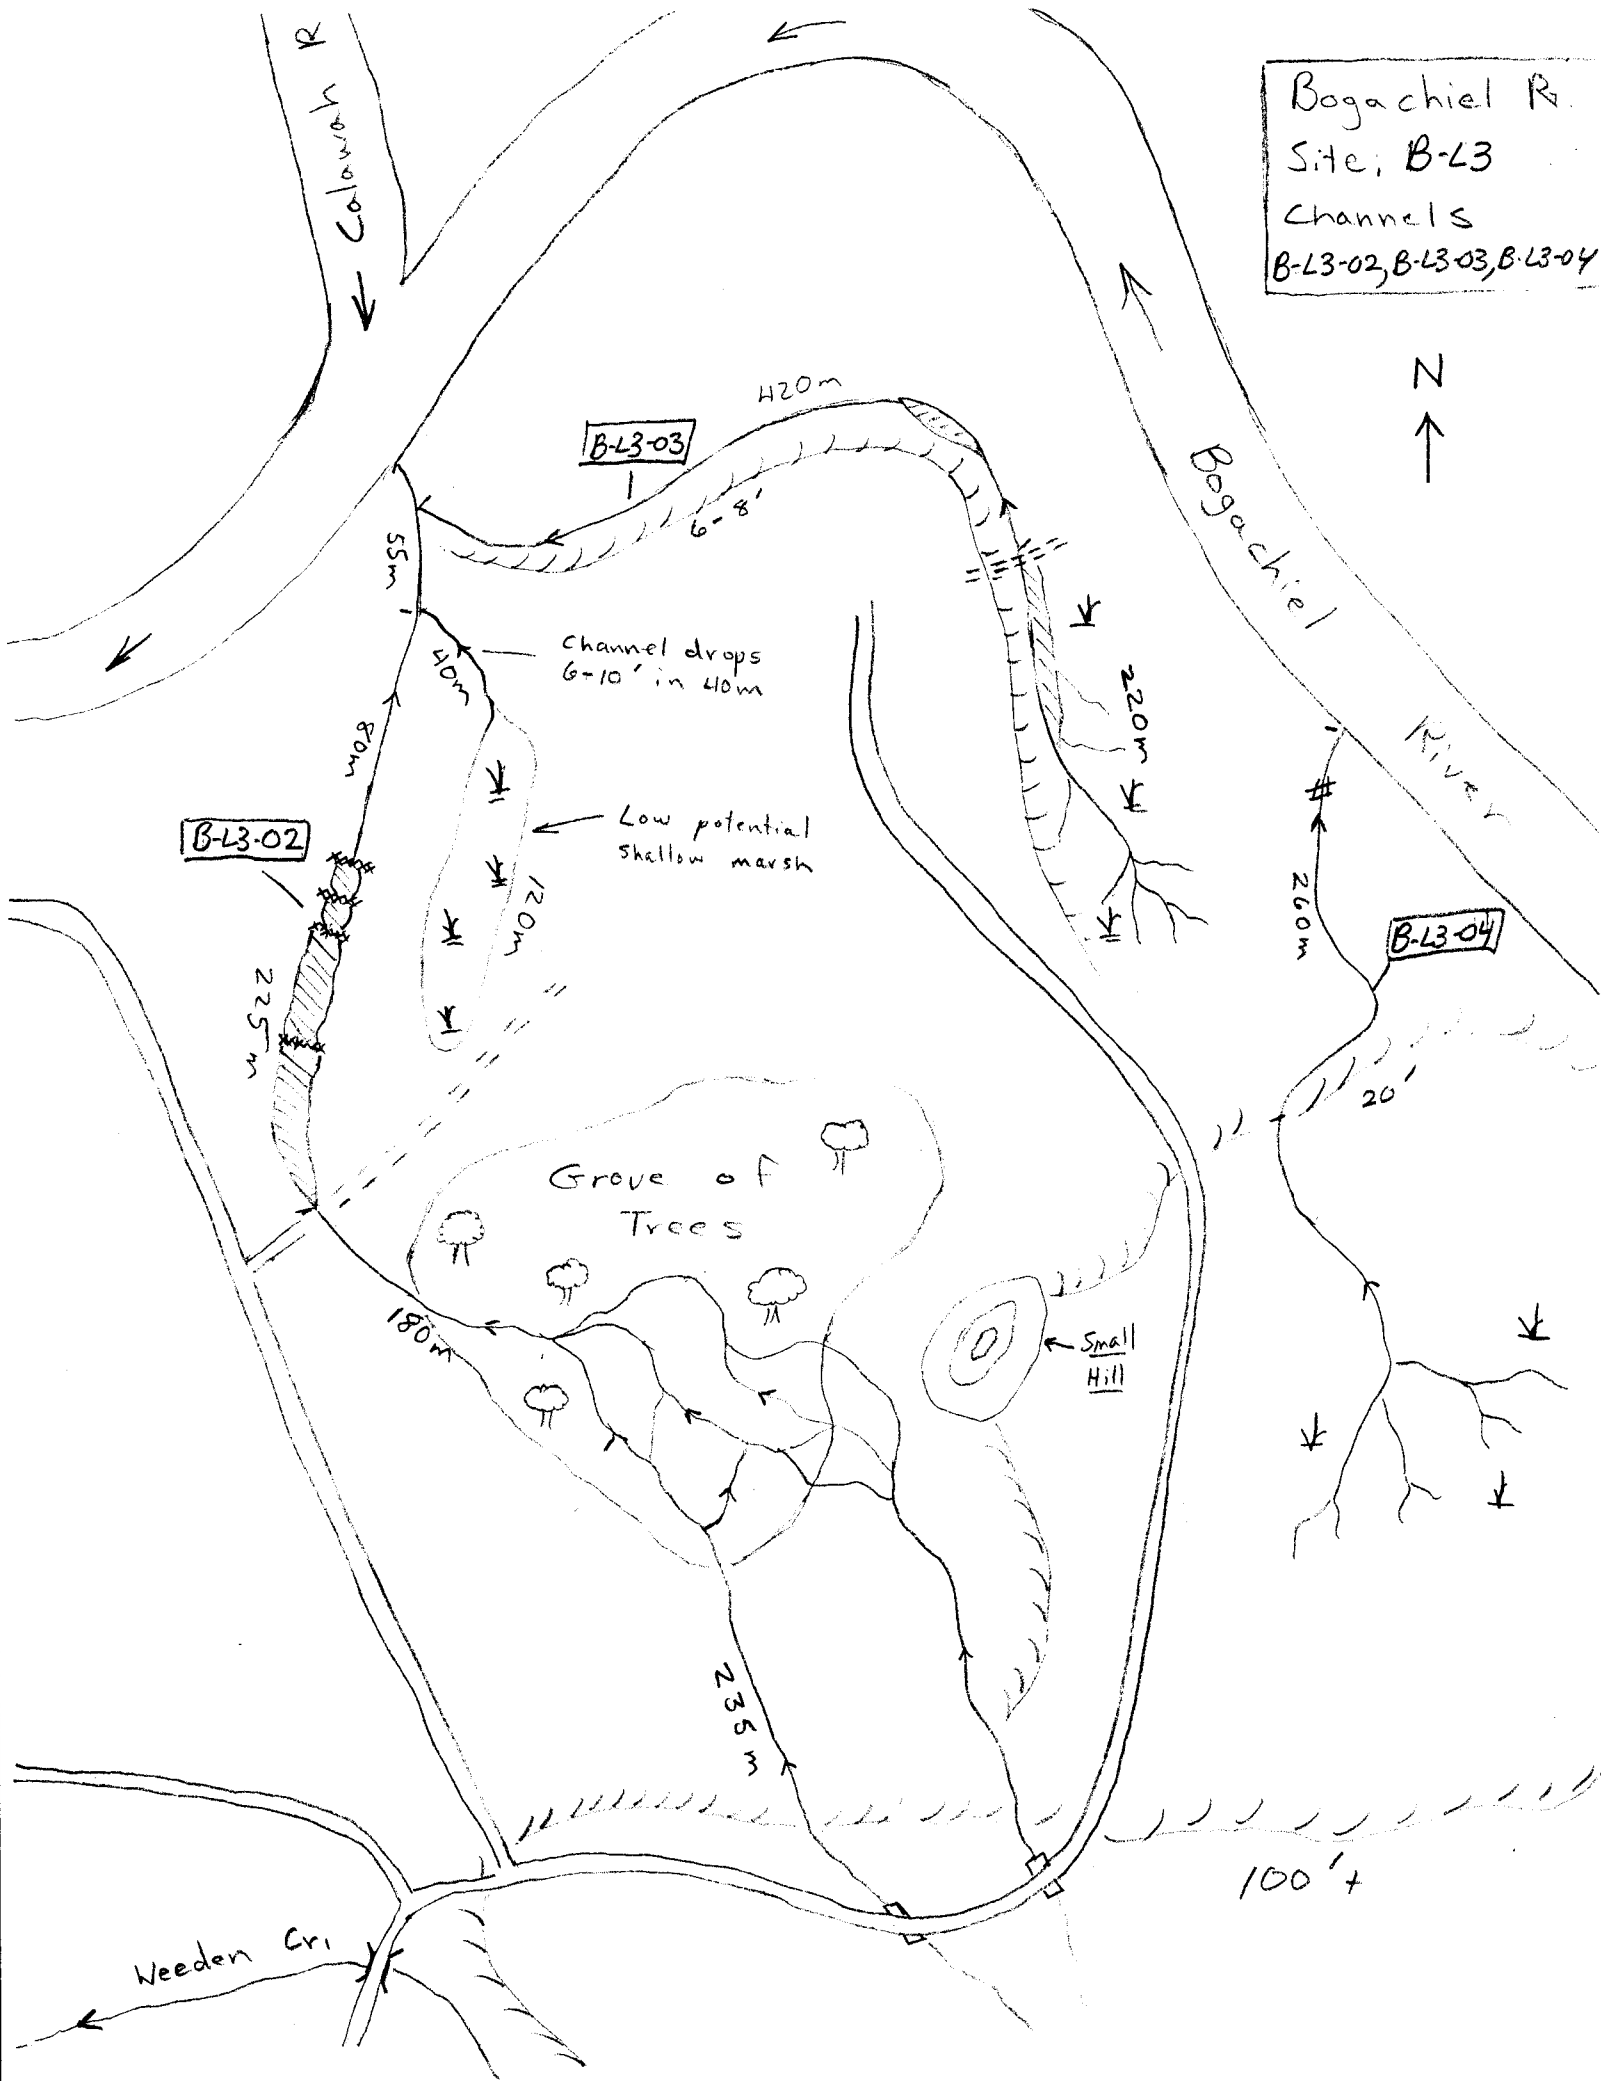 Calawah R
Bogachiel R.
Site: B-L3
Channels
B-L3-02, B-L3-03, B-L3-04
N
420m
B-L3-03
6-8'
Bogachiel
River
55m
Channel drops
6-10' in 40m
40m
80m
220m
Low potential
shallow marsh
B-L3-02
120m
260m
B-L3-04
225m
20'
Grove of
Trees
180m
Small
Hill
235m
100'+
Weeden Cr.